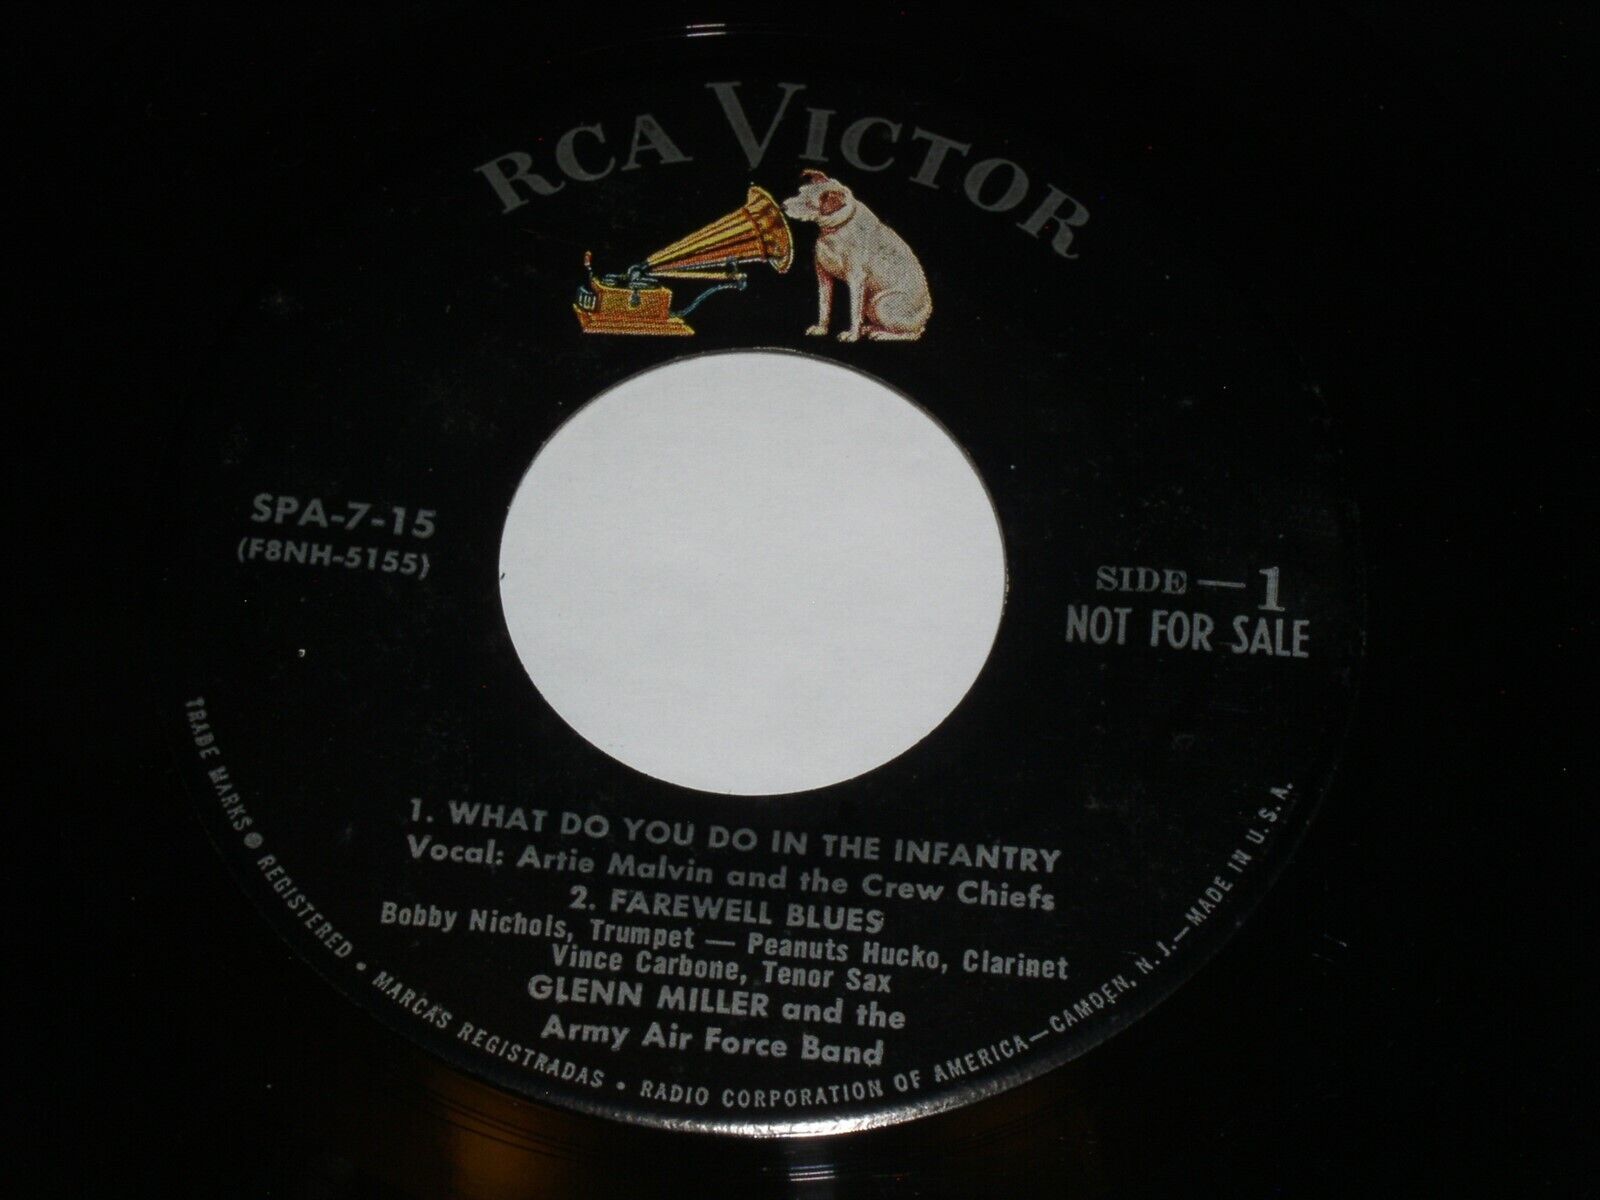 RCA VICTOR
SPA-7-15
(F8NH-5155)
SIDE — 1
NOT FOR SALE
1. WHAT DO YOU DO IN THE INFANTRY
Vocal: Artie Malvin and the Crew Chiefs
2. FAREWELL BLUES
Bobby Nichols, Trumpet — Peanuts Hucko, Clarinet
Vince Carbone, Tenor Sax
GLENN MILLER and the
Army Air Force Band
TRADE MARKS ® REGISTERED • MARCAS REGISTRADAS • RADIO CORPORATION OF AMERICA—CAMDEN, N. J.—MADE IN U. S. A.